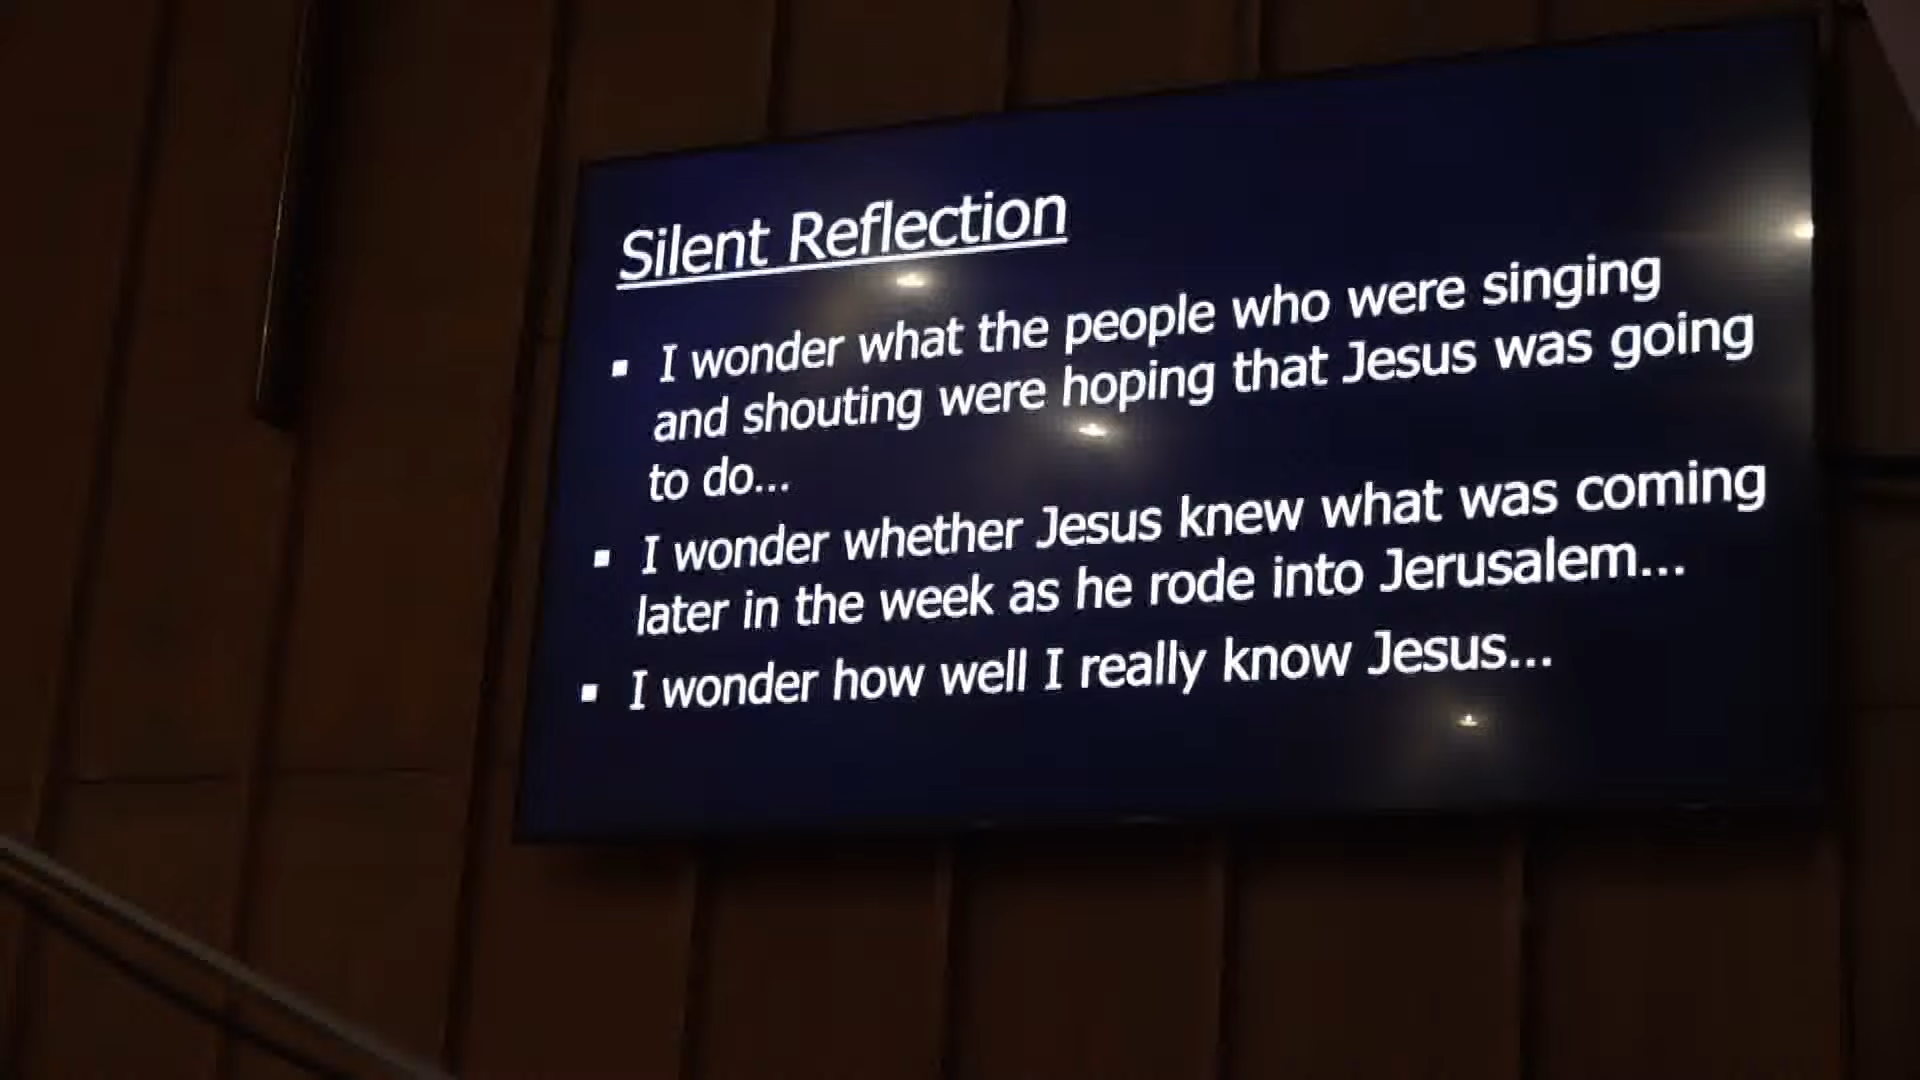 Silent Reflection
▪ I wonder what the people who were singing
and shouting were hoping that Jesus was going
to do...
▪ I wonder whether Jesus knew what was coming
later in the week as he rode into Jerusalem...
▪ I wonder how well I really know Jesus...